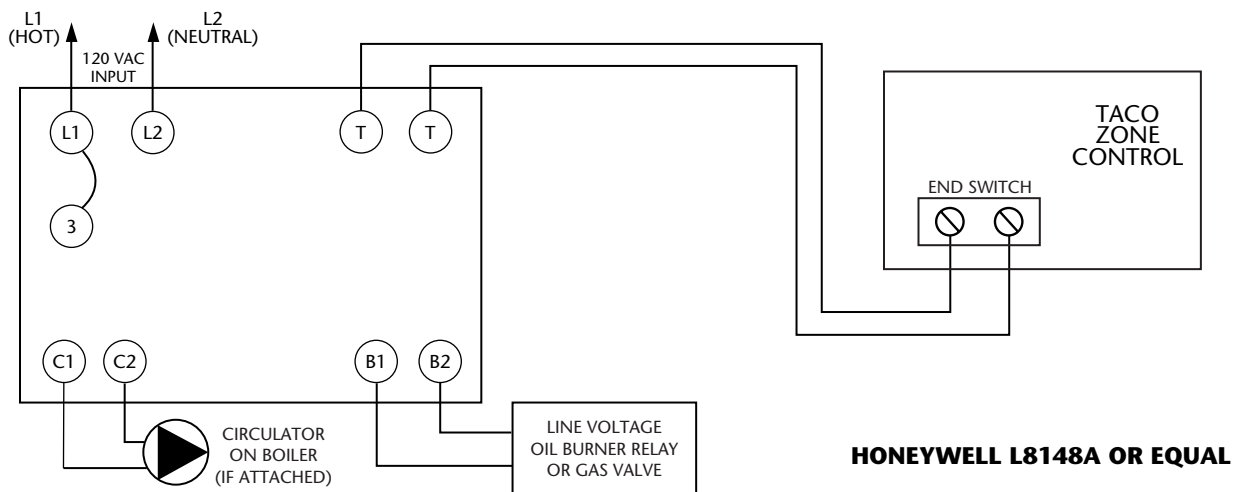 L1
(HOT)
L2
(NEUTRAL)
120 VAC
INPUT
L1
L2
T
T
3
TACO
ZONE
CONTROL
END SWITCH
C1
C2
B1
B2
CIRCULATOR
ON BOILER
(IF ATTACHED)
LINE VOLTAGE
OIL BURNER RELAY
OR GAS VALVE
HONEYWELL L8148A OR EQUAL